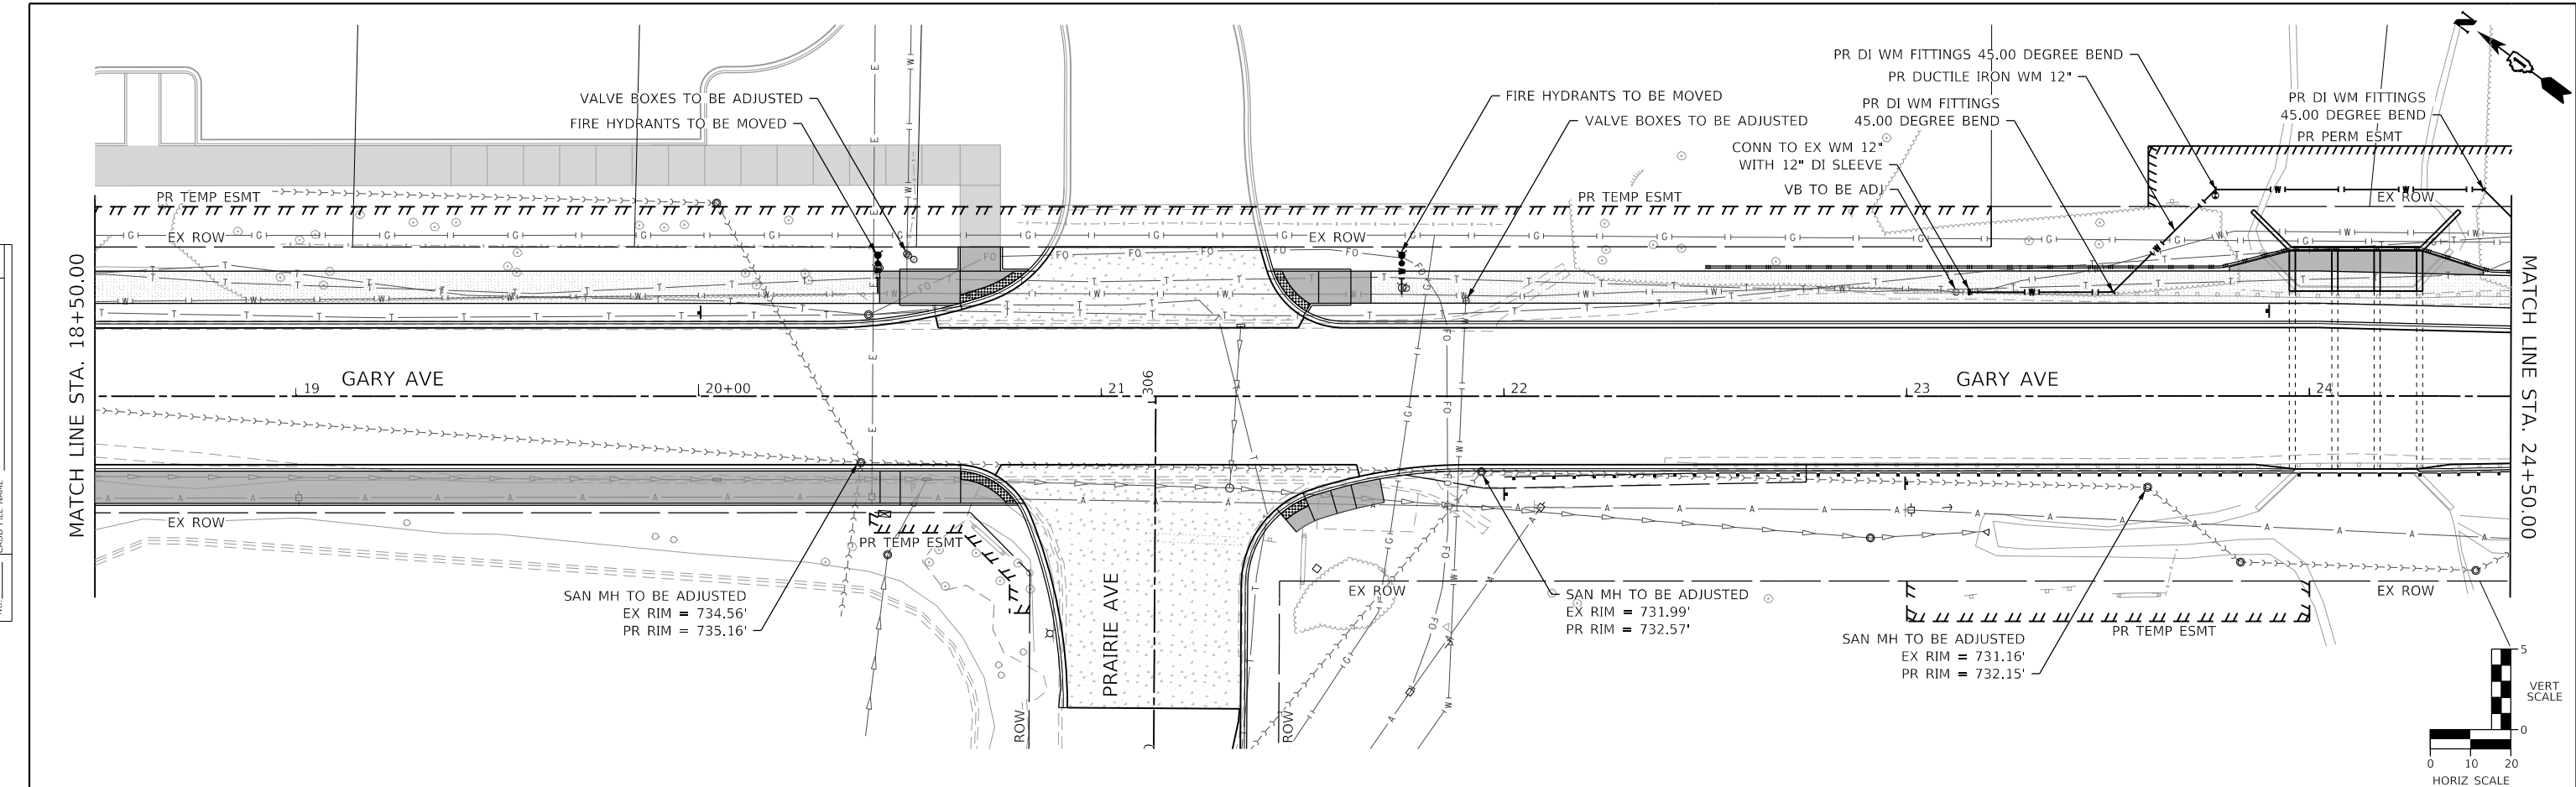 N
PR DI WM FITTINGS 45.00 DEGREE BEND
PR DUCTILE IRON WM 12"
PR DI WM FITTINGS
45.00 DEGREE BEND
PR DI WM FITTINGS
45.00 DEGREE BEND
PR PERM ESMT
VALVE BOXES TO BE ADJUSTED
FIRE HYDRANTS TO BE MOVED
FIRE HYDRANTS TO BE MOVED
VALVE BOXES TO BE ADJUSTED
CONN TO EX WM 12"
WITH 12" DI SLEEVE
VB TO BE ADJ
PR TEMP ESMT
PR TEMP ESMT
EX ROW
EX ROW
EX ROW
MATCH LINE STA. 18+50.00
MATCH LINE STA. 24+50.00
GARY AVE
GARY AVE
19
20+00
21
306
22
23
24
EX ROW
PR TEMP ESMT
SAN MH TO BE ADJUSTED
EX RIM = 734.56'
PR RIM = 735.16'
PRAIRIE AVE
ROW
ROW
EX ROW
SAN MH TO BE ADJUSTED
EX RIM = 731.99'
PR RIM = 732.57'
EX ROW
PR TEMP ESMT
SAN MH TO BE ADJUSTED
EX RIM = 731.16'
PR RIM = 732.15'
5
VERT
SCALE
0
0 10 20
HORIZ SCALE